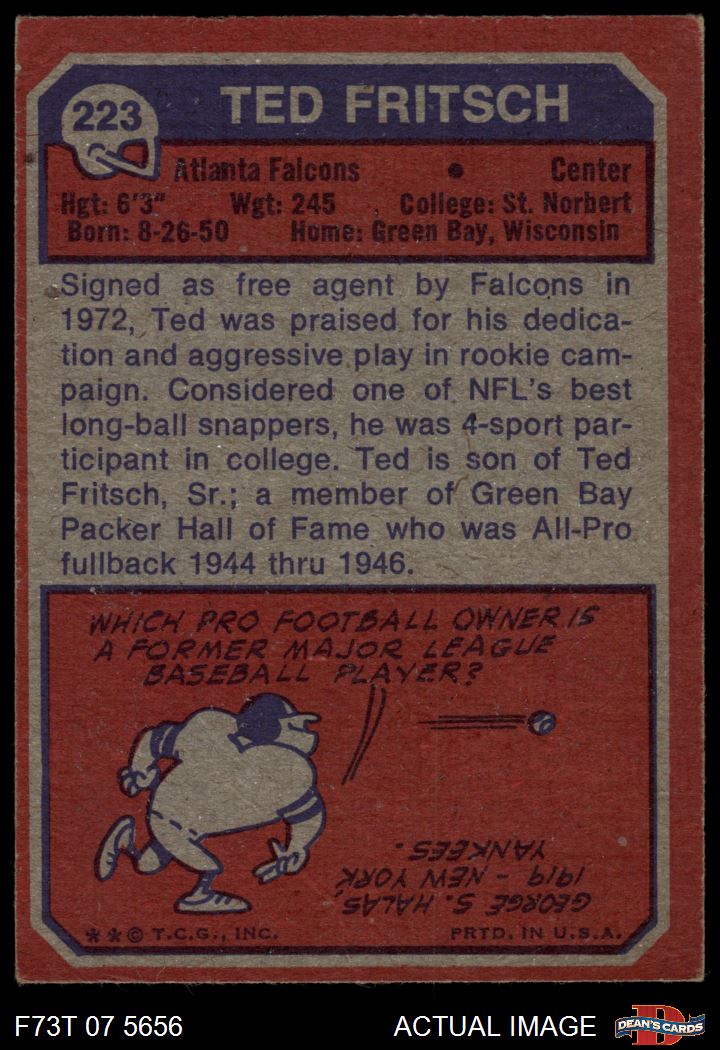 223
TED FRITSCH
Atlanta Falcons • Center
Hgt: 6'3" Wgt: 245 College: St. Norbert
Born: 8-26-50 Home: Green Bay, Wisconsin
Signed as free agent by Falcons in
1972, Ted was praised for his dedica-
tion and aggressive play in rookie cam-
paign. Considered one of NFL's best
long-ball snappers, he was 4-sport par-
ticipant in college. Ted is son of Ted
Fritsch, Sr.; a member of Green Bay
Packer Hall of Fame who was All-Pro
fullback 1944 thru 1946.
WHICH PRO FOOTBALL OWNER IS
A FORMER MAJOR LEAGUE
BASEBALL PLAYER?
GEORGE S. HALAS,
1919 - NEW YORK
YANKEES.
** © T.C.G., INC. PRTD. IN U.S.A.
F73T 07 5656 ACTUAL IMAGE D DEAN'S CARDS